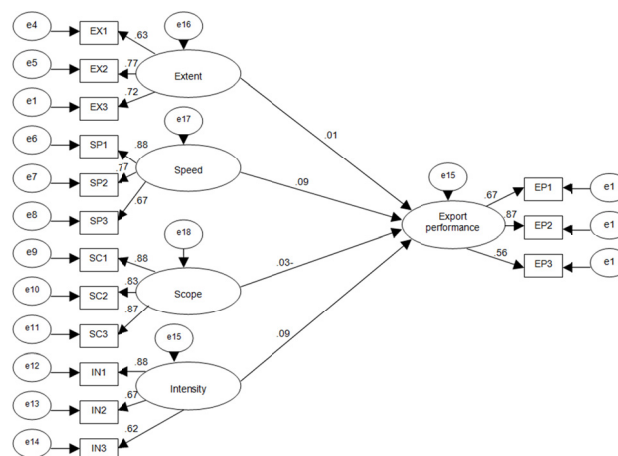 e4
EX1
.63
e16
e5
EX2
.77
Extent
e1
EX3
.72
.01
e6
SP1
.88
e17
e7
SP2
.77
Speed
.09
e8
SP3
.67
e15
Export
performance
.67
EP1
e1
.87
EP2
e1
.56
EP3
e1
e9
SC1
.88
e18
e10
SC2
.83
Scope
.03-
e11
SC3
.87
e12
IN1
.88
e15
e13
IN2
.67
Intensity
.09
e14
IN3
.62